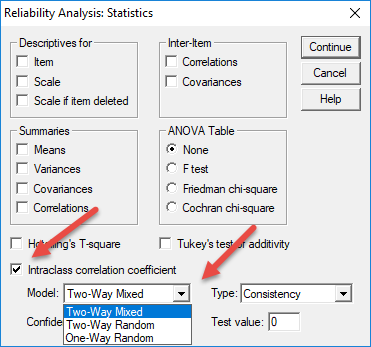 Reliability Analysis: Statistics
Descriptives for
Item
Scale
Scale if item deleted
Inter-Item
Correlations
Covariances
Continue
Cancel
Help
Summaries
Means
Variances
Covariances
Correlations
ANOVA Table
None
F test
Friedman chi-square
Cochran chi-square
Hotelling's T-square
Tukey's test of additivity
Intraclass correlation coefficient
Model: Two-Way Mixed
Type: Consistency
Two-Way Mixed
Two-Way Random
One-Way Random
Confide
Test value: 0